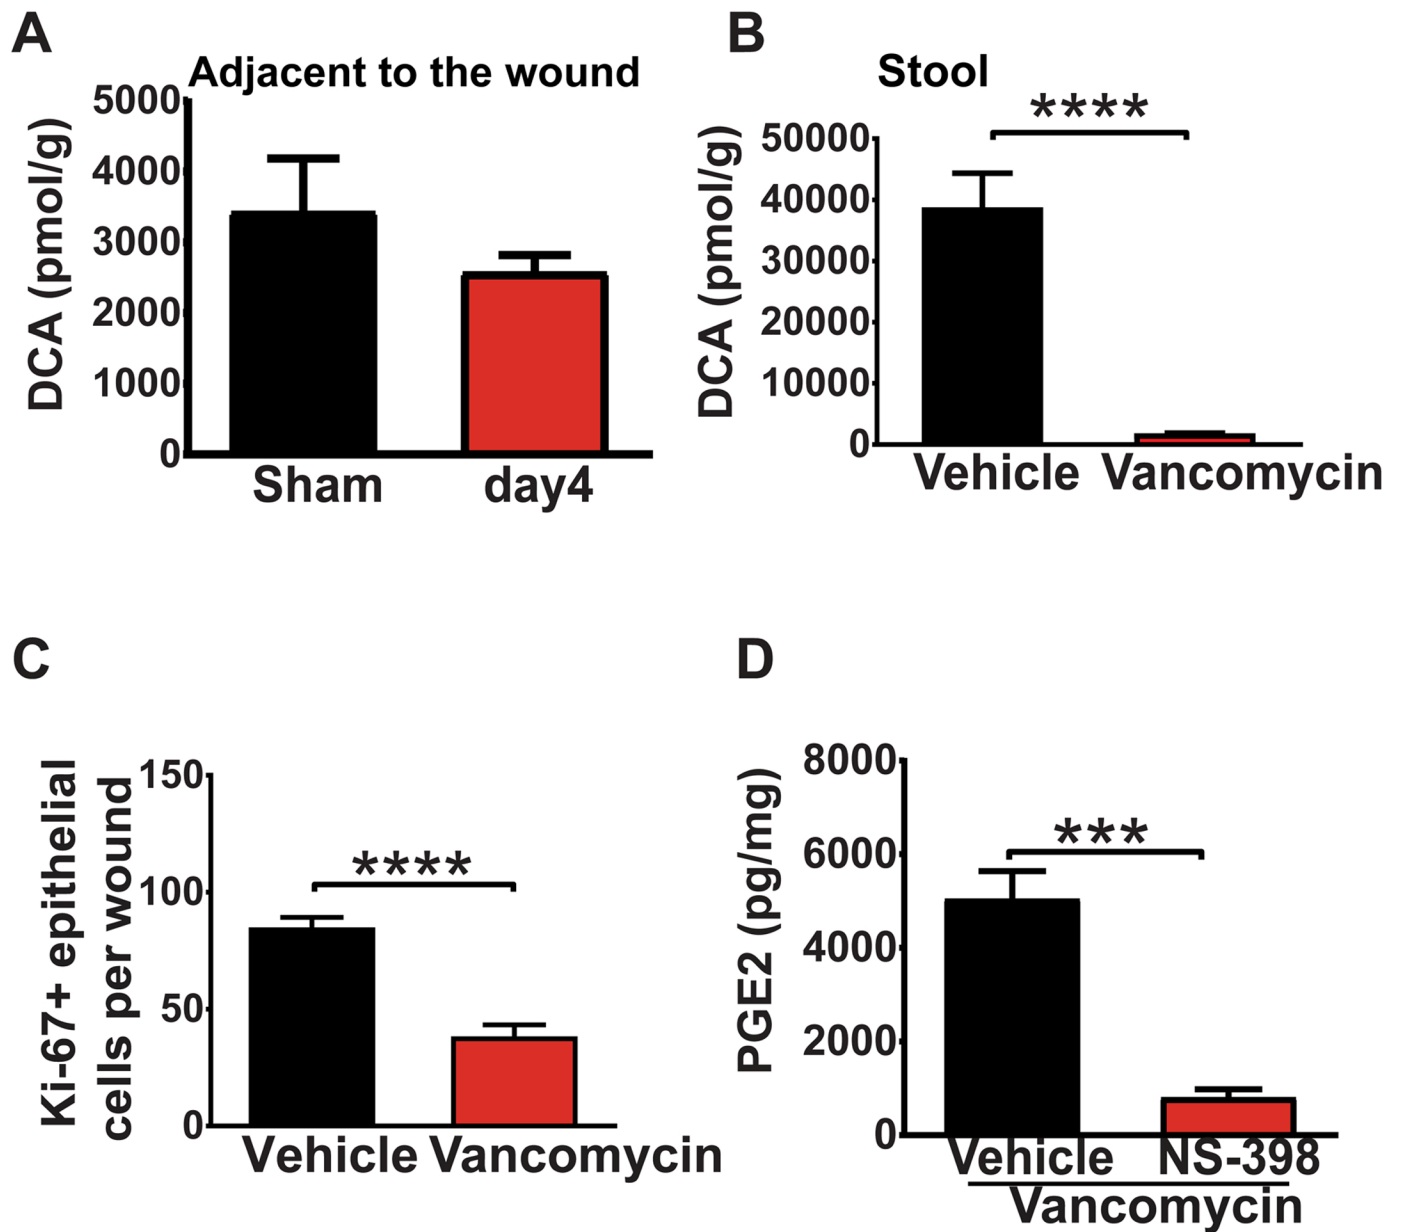 A
Adjacent to the wound
DCA (pmol/g)
5000
4000
3000
2000
1000
0
Sham
day4
B
Stool
****
DCA (pmol/g)
50000
40000
30000
20000
10000
0
Vehicle
Vancomycin
C
Ki-67+ epithelial
cells per wound
150
100
50
0
****
Vehicle
Vancomycin
D
PGE2 (pg/mg)
8000
6000
4000
2000
0
***
Vehicle
NS-398
Vancomycin